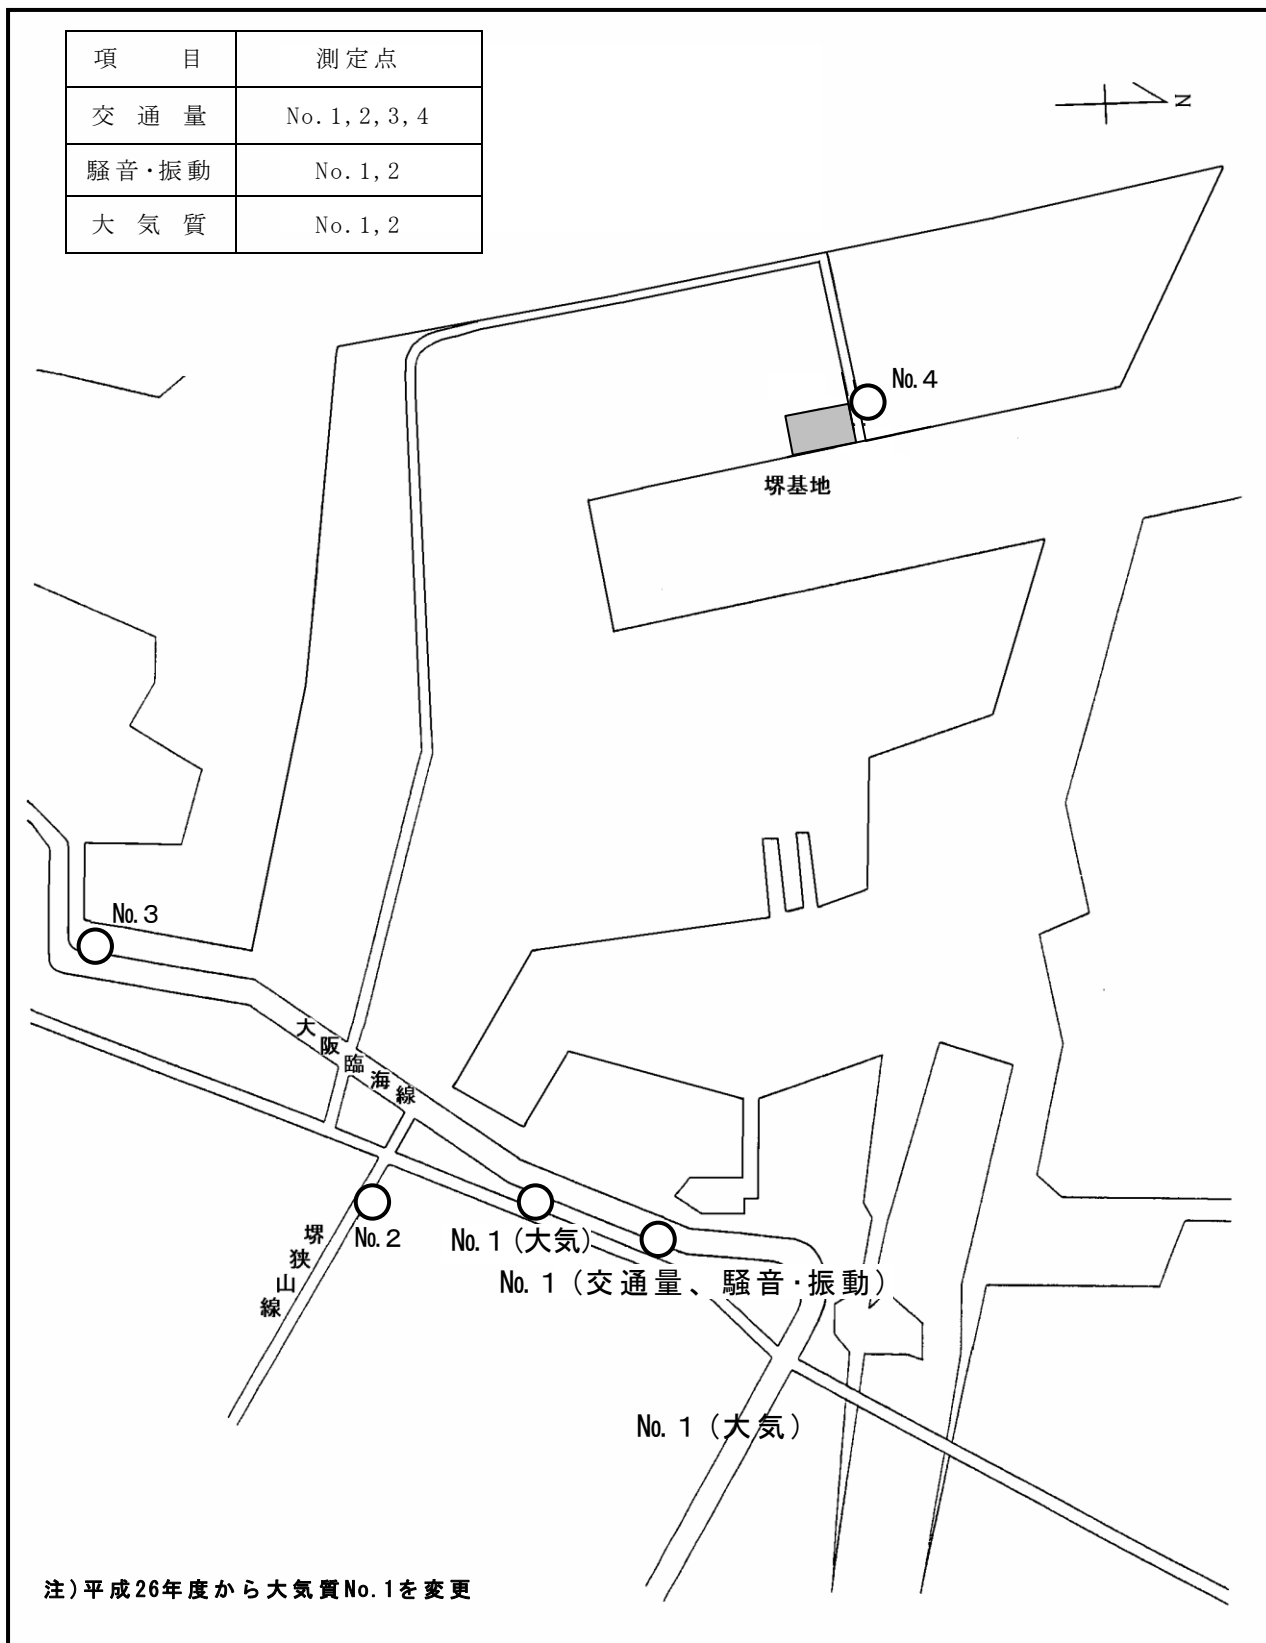 項 目 測定点
交通量 No.1,2,3,4
騒音・振動 No.1,2
大気質 No.1,2
N
No.4
堺基地
No.3
大阪臨海線
No.2
No.1(大気)
堺狭山線
No.1(交通量、騒音・振動)
No.1(大気)
注)平成26年度から大気質No.1を変更